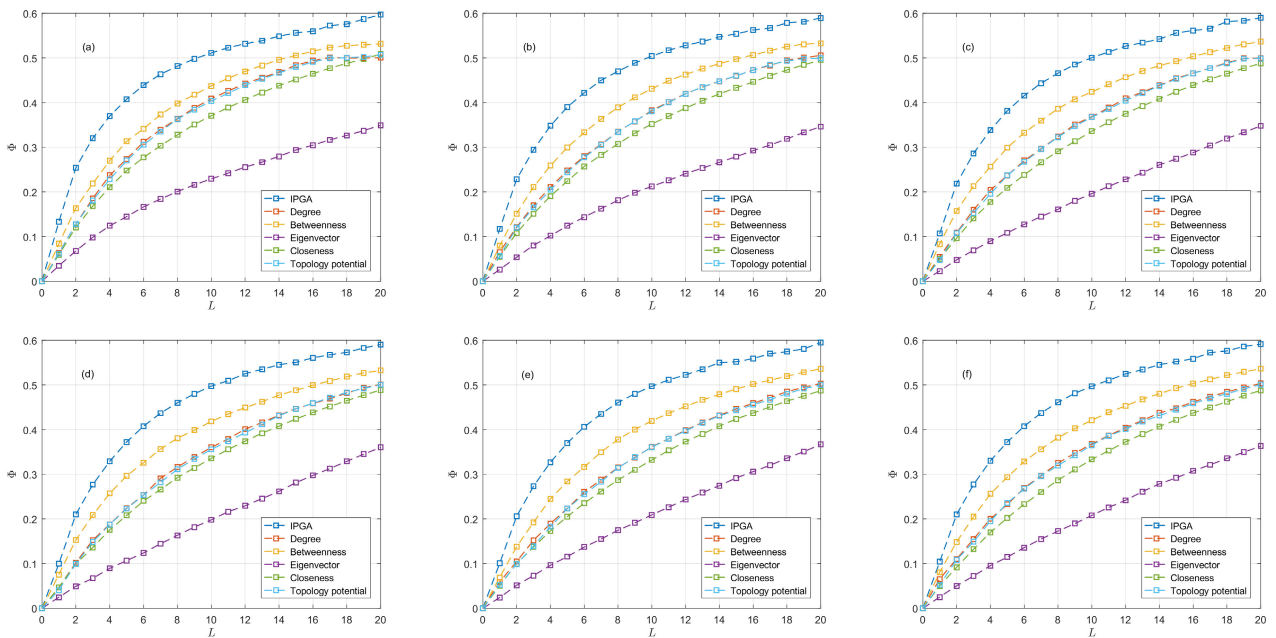 (a)
Φ
0.6
0.5
0.4
0.3
0.2
0.1
0
0 2 4 6 8 10 12 14 16 18 20
L
IPGA
Degree
Betweenness
Eigenvector
Closeness
Topology potential
(b)
Φ
0.6
0.5
0.4
0.3
0.2
0.1
0
0 2 4 6 8 10 12 14 16 18 20
L
IPGA
Degree
Betweenness
Eigenvector
Closeness
Topology potential
(c)
Φ
0.6
0.5
0.4
0.3
0.2
0.1
0
0 2 4 6 8 10 12 14 16 18 20
L
IPGA
Degree
Betweenness
Eigenvector
Closeness
Topology potential
(d)
Φ
0.6
0.5
0.4
0.3
0.2
0.1
0
0 2 4 6 8 10 12 14 16 18 20
L
IPGA
Degree
Betweenness
Eigenvector
Closeness
Topology potential
(e)
Φ
0.6
0.5
0.4
0.3
0.2
0.1
0
0 2 4 6 8 10 12 14 16 18 20
L
IPGA
Degree
Betweenness
Eigenvector
Closeness
Topology potential
(f)
Φ
0.6
0.5
0.4
0.3
0.2
0.1
0
0 2 4 6 8 10 12 14 16 18 20
L
IPGA
Degree
Betweenness
Eigenvector
Closeness
Topology potential